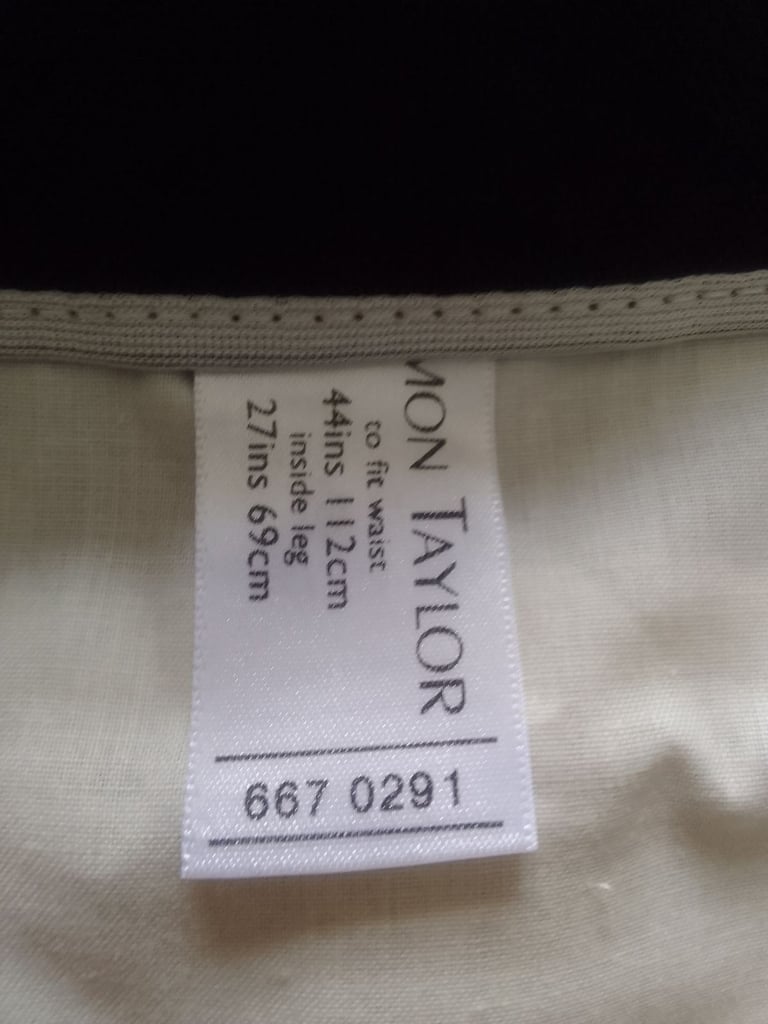 MON TAYLOR
to fit waist
44ins 112cm
inside leg
27ins 69cm
667 0291